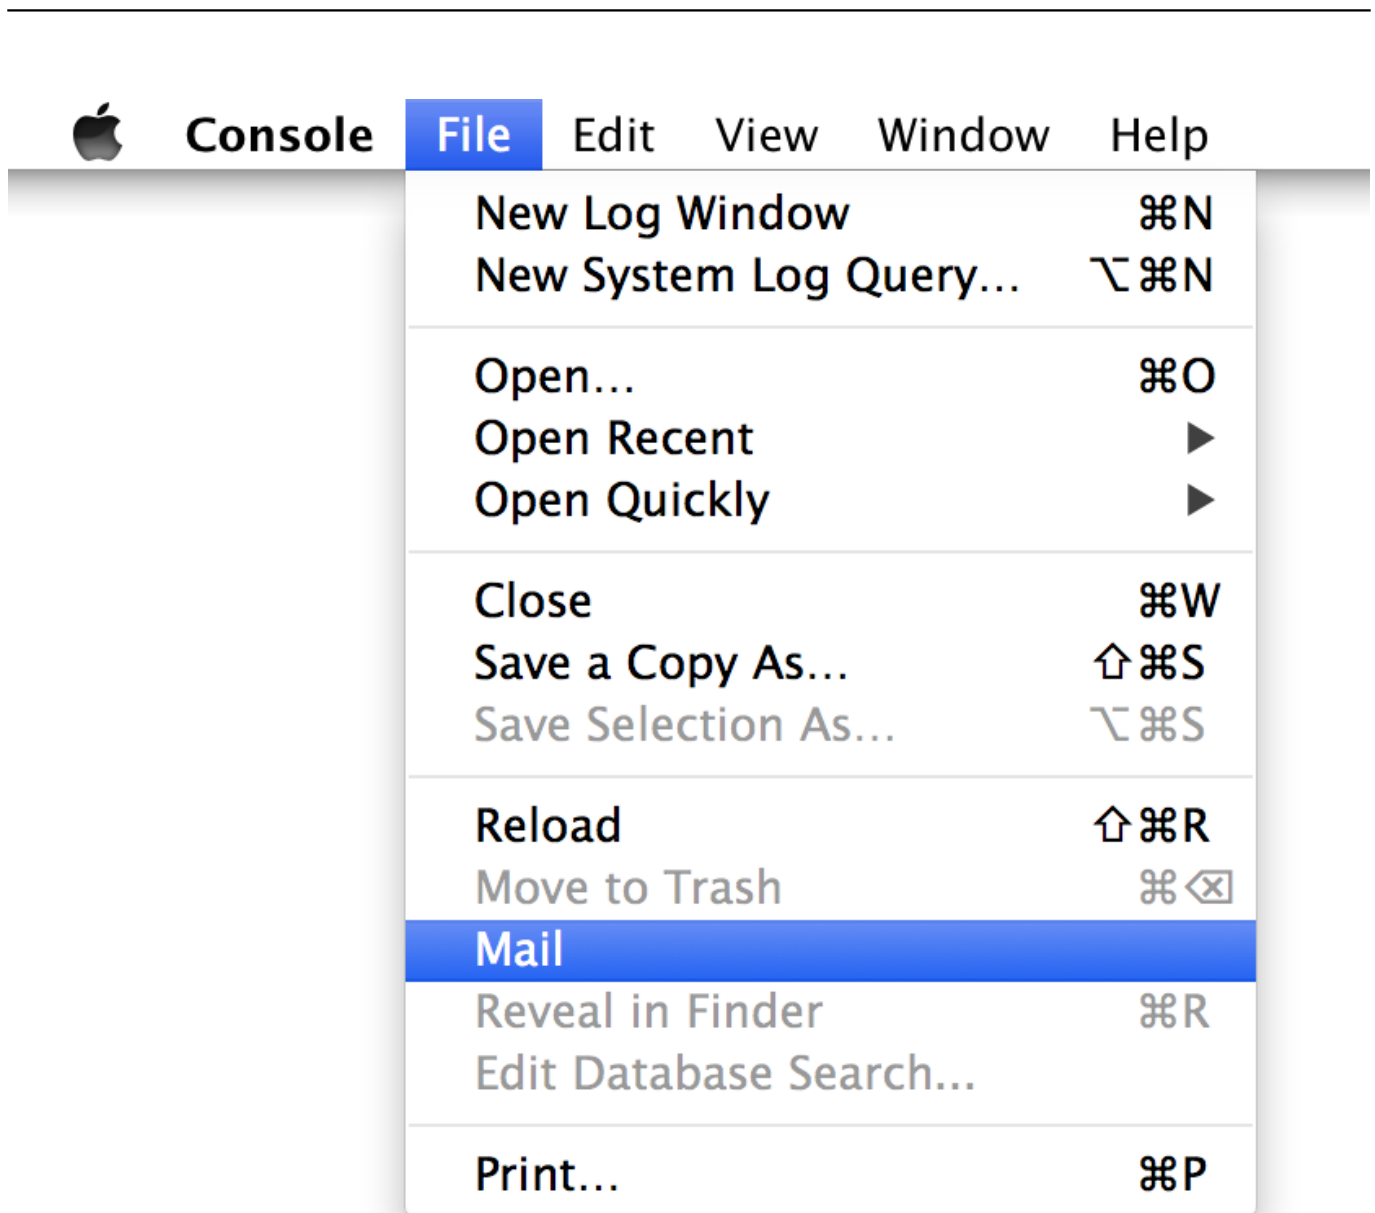 Console File Edit View Window Help
New Log Window ⌘N
New System Log Query... ⌥⌘N
Open... ⌘O
Open Recent ▶
Open Quickly ▶
Close ⌘W
Save a Copy As... ⇧⌘S
Save Selection As... ⌥⌘S
Reload ⇧⌘R
Move to Trash ⌘⌫
Mail
Reveal in Finder ⌘R
Edit Database Search...
Print... ⌘P